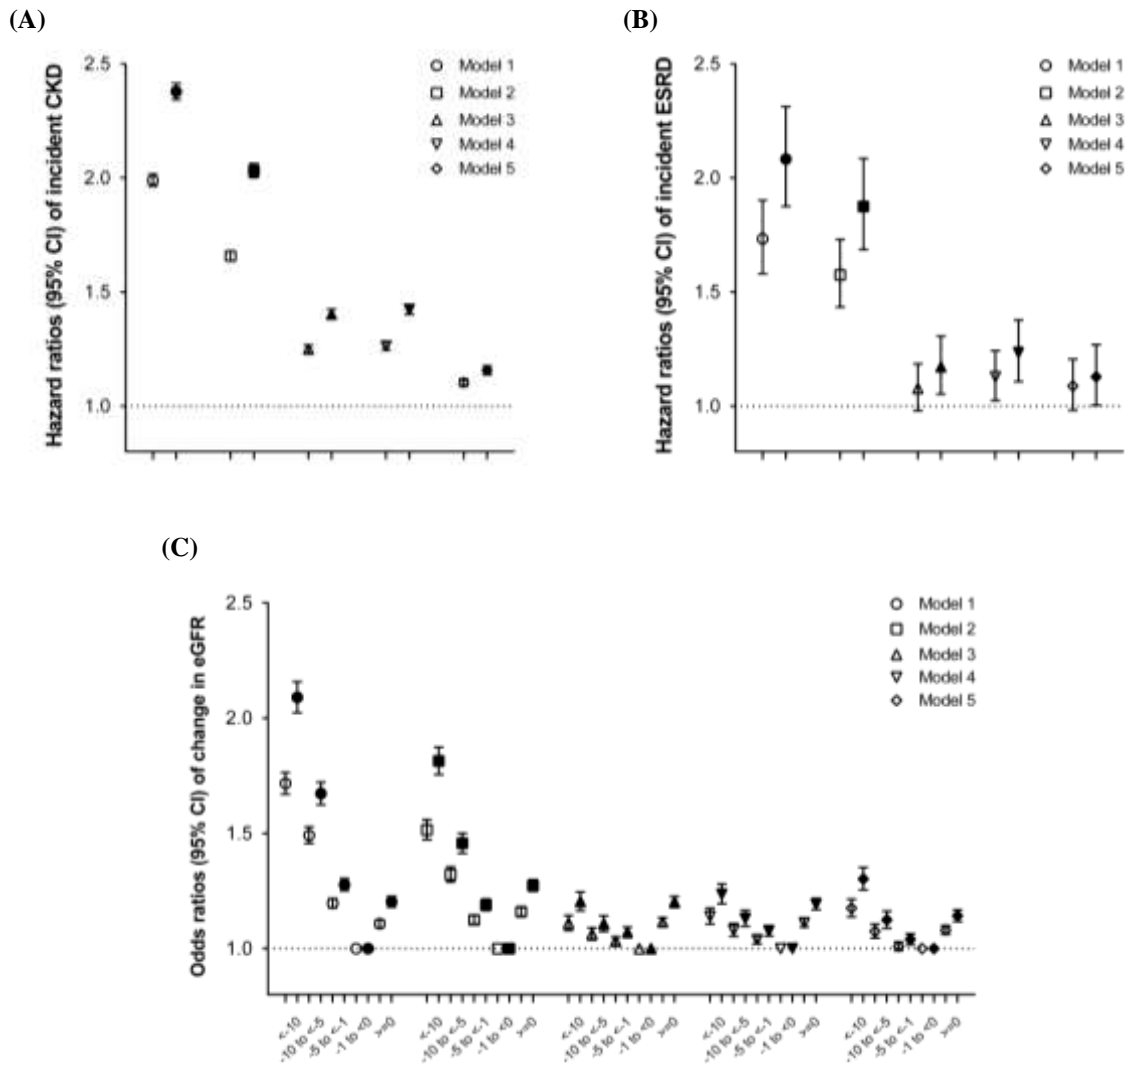 (A)
(B)
Hazard ratios (95% CI) of incident CKD
2.5
2.0
1.5
1.0
Model 1
Model 2
Model 3
Model 4
Model 5
Hazard ratios (95% CI) of incident ESRD
2.5
2.0
1.5
1.0
Model 1
Model 2
Model 3
Model 4
Model 5
(C)
Odds ratios (95% CI) of change in eGFR
2.5
2.0
1.5
1.0
Model 1
Model 2
Model 3
Model 4
Model 5
<-10
-10 to <-5
-5 to <-1
-1 to <0
>=0
<-10
-10 to <-5
-5 to <-1
-1 to <0
>=0
<-10
-10 to <-5
-5 to <-1
-1 to <0
>=0
<-10
-10 to <-5
-5 to <-1
-1 to <0
>=0
<-10
-10 to <-5
-5 to <-1
-1 to <0
>=0